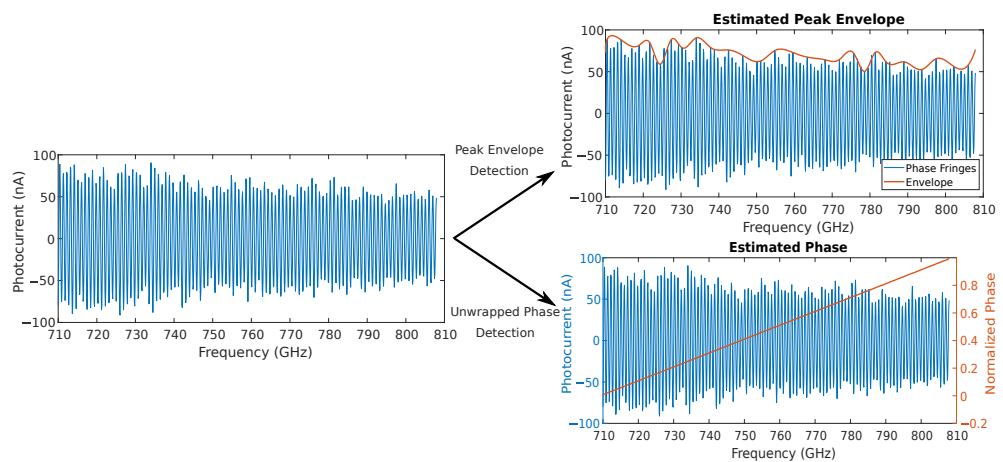 Photocurrent (nA)
100
50
0
−50
−100
710 720 730 740 750 760 770 780 790 800 810
Frequency (GHz)
Peak Envelope
Detection
Unwrapped Phase
Detection
Estimated Peak Envelope
Photocurrent (nA)
100
50
0
−50
−100
Phase Fringes
Envelope
710 720 730 740 750 760 770 780 790 800 810
Frequency (GHz)
Estimated Phase
Photocurrent (nA)
100
50
0
−50
−100
0.8
0.6
0.4
0.2
0
−0.2
Normalized Phase
710 720 730 740 750 760 770 780 790 800 810
Frequency (GHz)